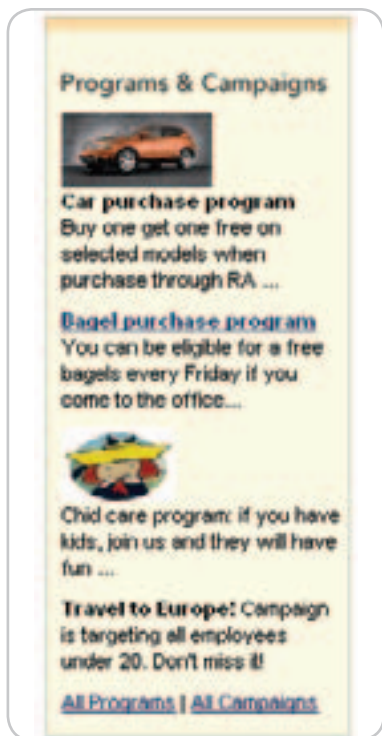 Programs & Campaigns
Car purchase program
Buy one get one free on
selected models when
purchase through RA ...
Bagel purchase program
You can be eligible for a free
bagels every Friday if you
come to the office...
Chid care program: if you have
kids, join us and they will have
fun ...
Travel to Europe! Campaign
is targeting all employees
under 20. Don't miss it!
All Programs | All Campaigns